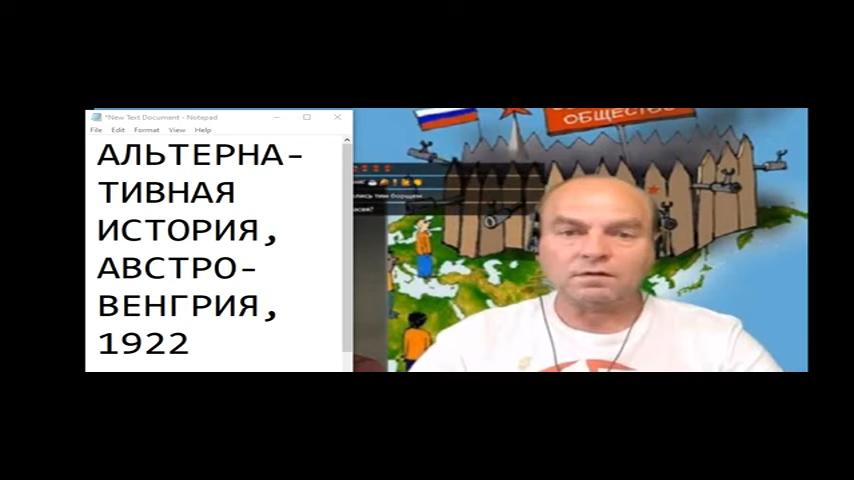 *New Text Document - Notepad
File Edit Format View Help
АЛЬТЕРНА-
ТИВНАЯ
ИСТОРИЯ,
АВСТРО-
ВЕНГРИЯ,
1922
ОБЩЕСТВО